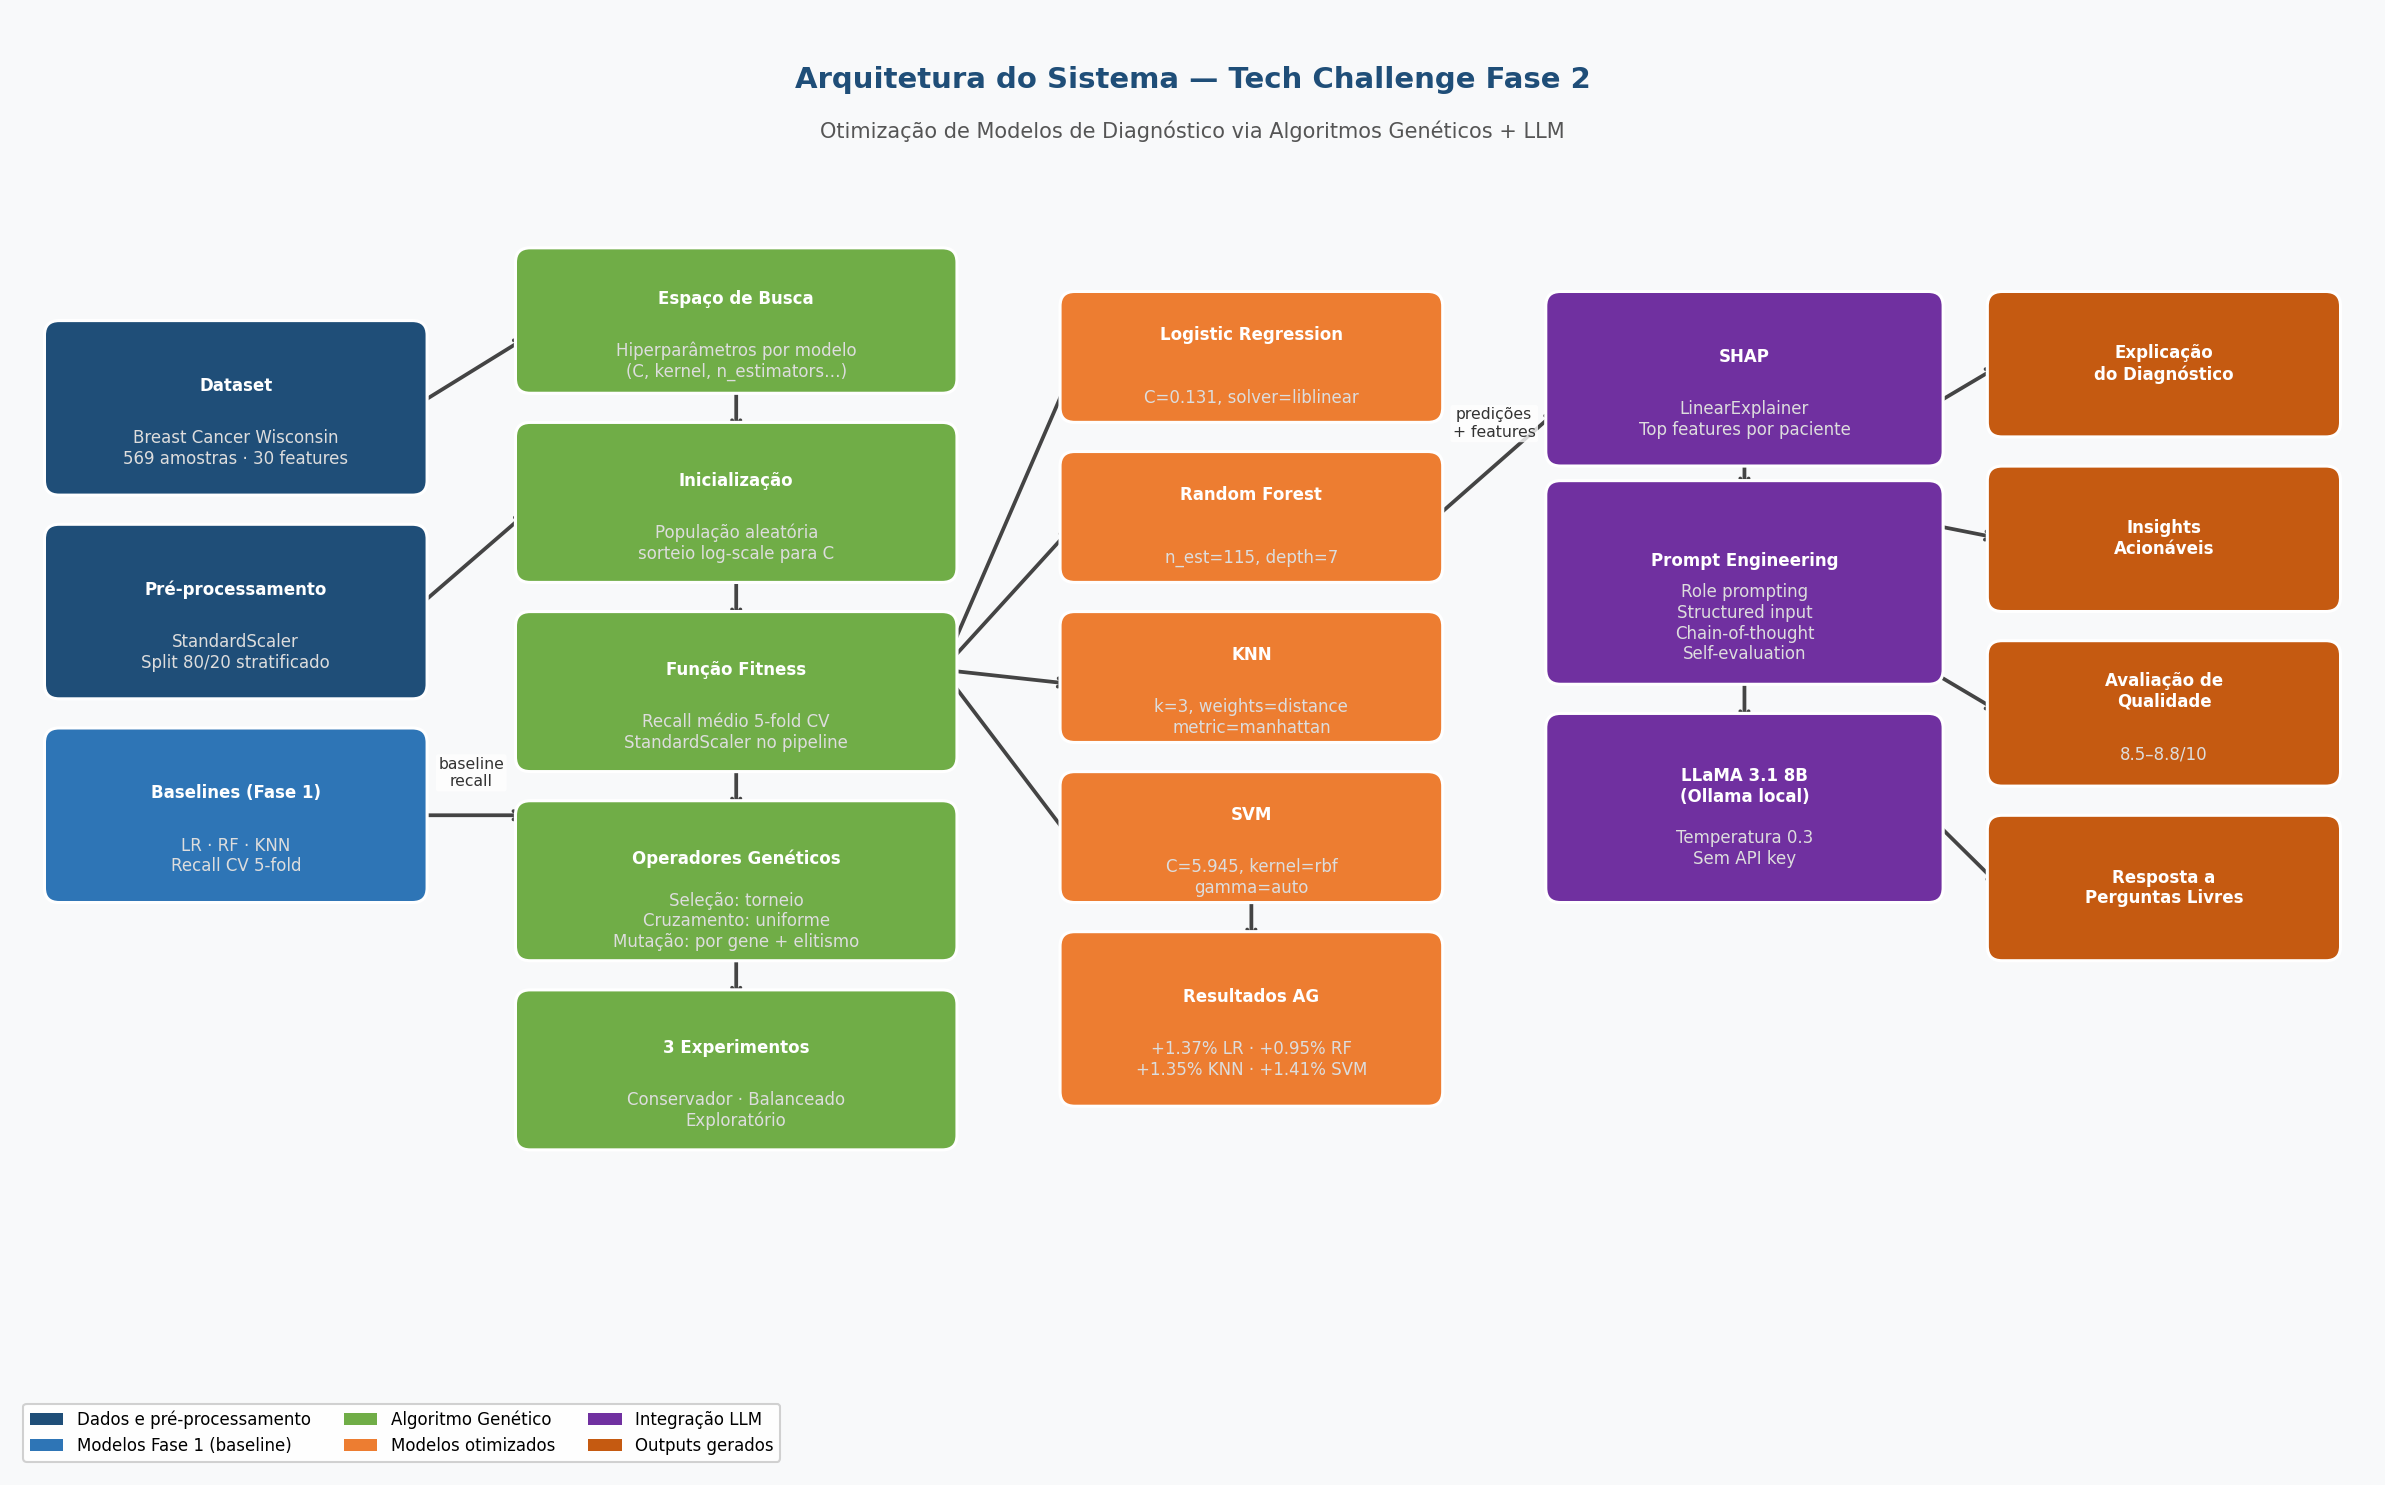 Arquitetura do Sistema — Tech Challenge Fase 2
Otimização de Modelos de Diagnóstico via Algoritmos Genéticos + LLM
Dataset
Breast Cancer Wisconsin
569 amostras · 30 features
Pré-processamento
StandardScaler
Split 80/20 stratificado
Baselines (Fase 1)
LR · RF · KNN
Recall CV 5-fold
baseline
recall
Espaço de Busca
Hiperparâmetros por modelo
(C, kernel, n_estimators...)
Inicialização
População aleatória
sorteio log-scale para C
Função Fitness
Recall médio 5-fold CV
StandardScaler no pipeline
Operadores Genéticos
Seleção: torneio
Cruzamento: uniforme
Mutação: por gene + elitismo
3 Experimentos
Conservador · Balanceado
Exploratório
Logistic Regression
C=0.131, solver=liblinear
Random Forest
n_est=115, depth=7
KNN
k=3, weights=distance
metric=manhattan
SVM
C=5.945, kernel=rbf
gamma=auto
Resultados AG
+1.37% LR · +0.95% RF
+1.35% KNN · +1.41% SVM
predições
+ features
SHAP
LinearExplainer
Top features por paciente
Prompt Engineering
Role prompting
Structured input
Chain-of-thought
Self-evaluation
LLaMA 3.1 8B
(Ollama local)
Temperatura 0.3
Sem API key
Explicação
do Diagnóstico
Insights
Acionáveis
Avaliação de
Qualidade
8.5–8.8/10
Resposta a
Perguntas Livres
Dados e pré-processamento
Modelos Fase 1 (baseline)
Algoritmo Genético
Modelos otimizados
Integração LLM
Outputs gerados